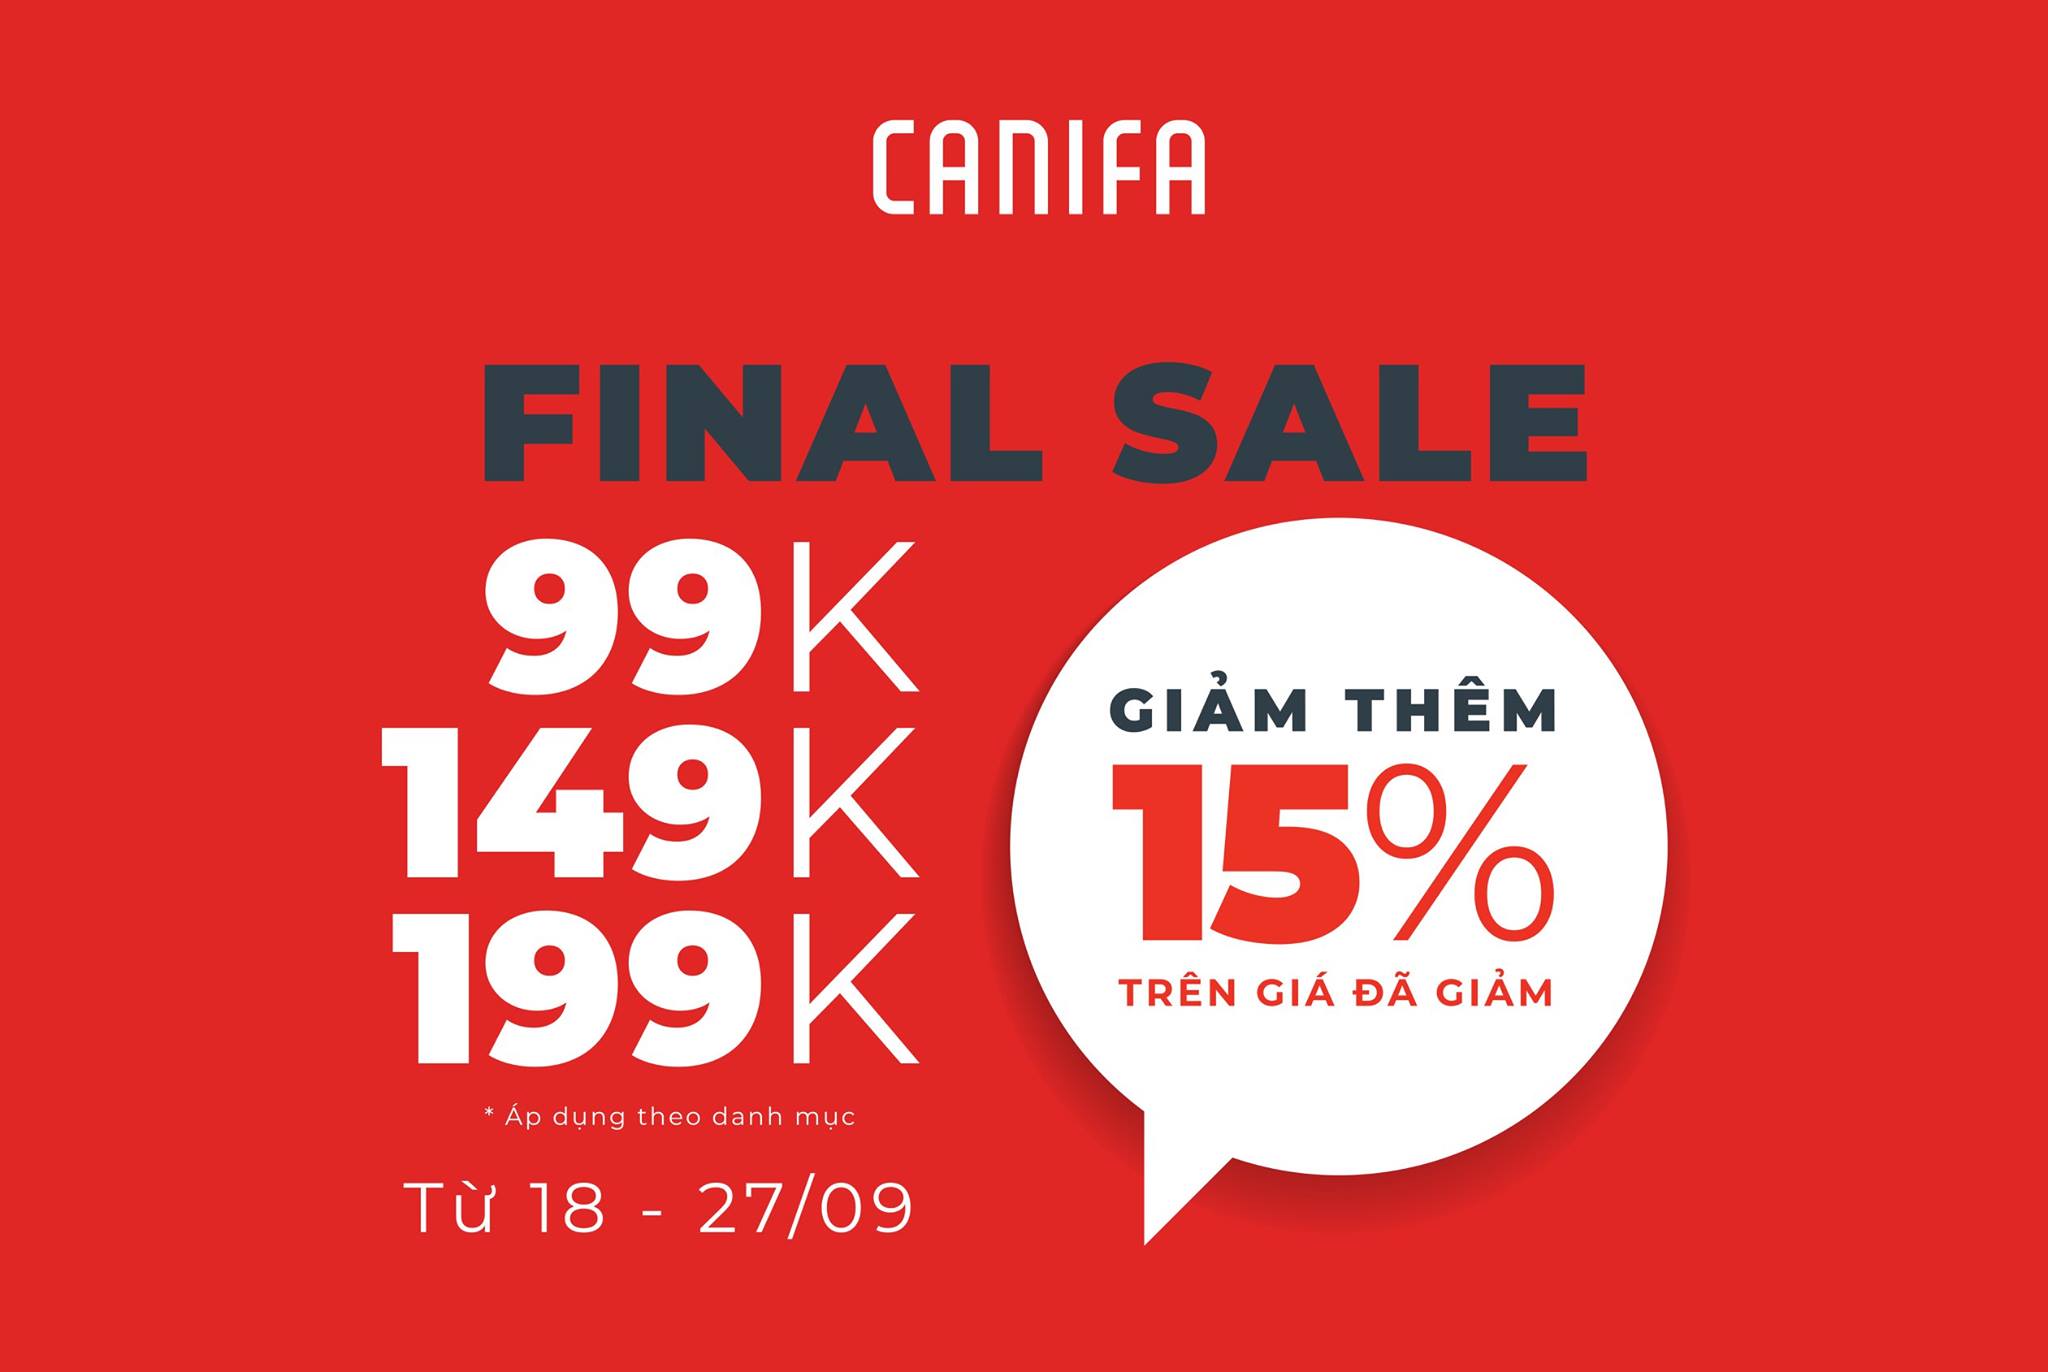 CANIFA
FINAL SALE
99K
149K
199K
* Áp dụng theo danh mục
Từ 18 - 27/09
GIẢM THÊM
15%
TRÊN GIÁ ĐÃ GIẢM